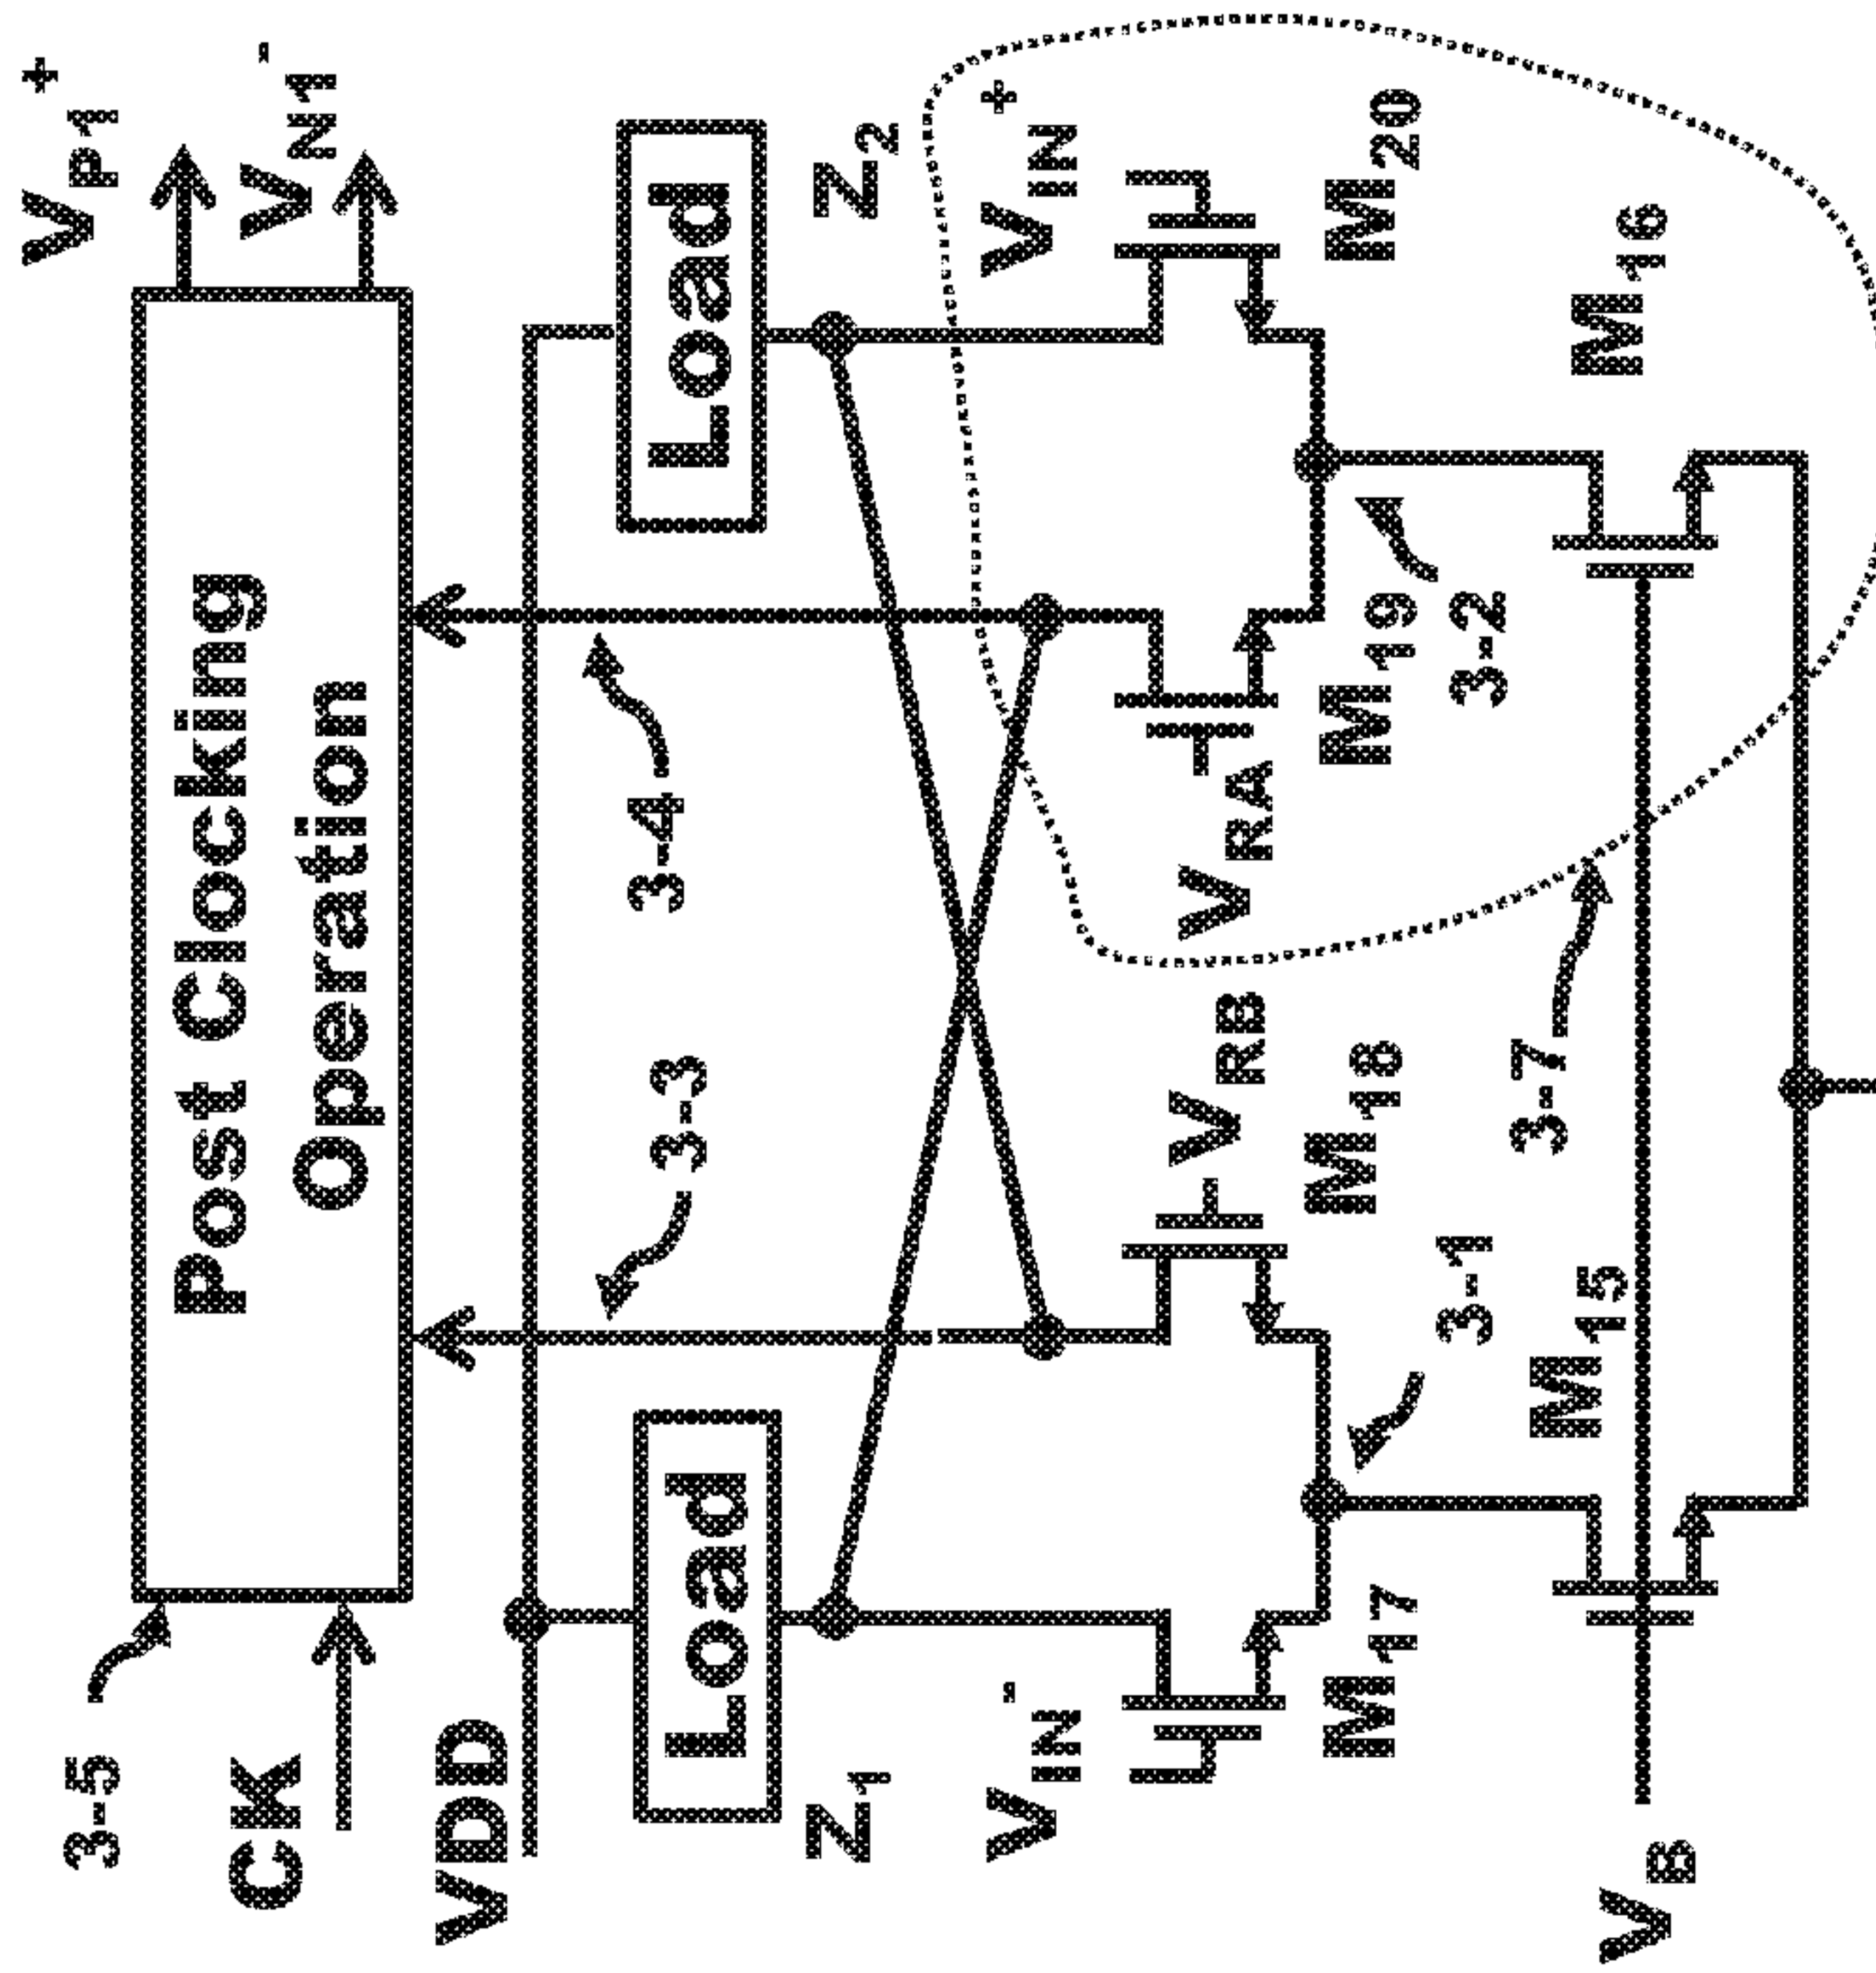 3-5
CK
Post Clocking
Operation
V_P1^+
V_N1^-
VDD
3-3
3-4
Load
Load
Z_1
Z_2
V_IN^-
V_RB
V_RA
V_IN^+
M_17
M_18
M_19
M_20
3-1
3-2
M_15
M_16
3-7
V_B